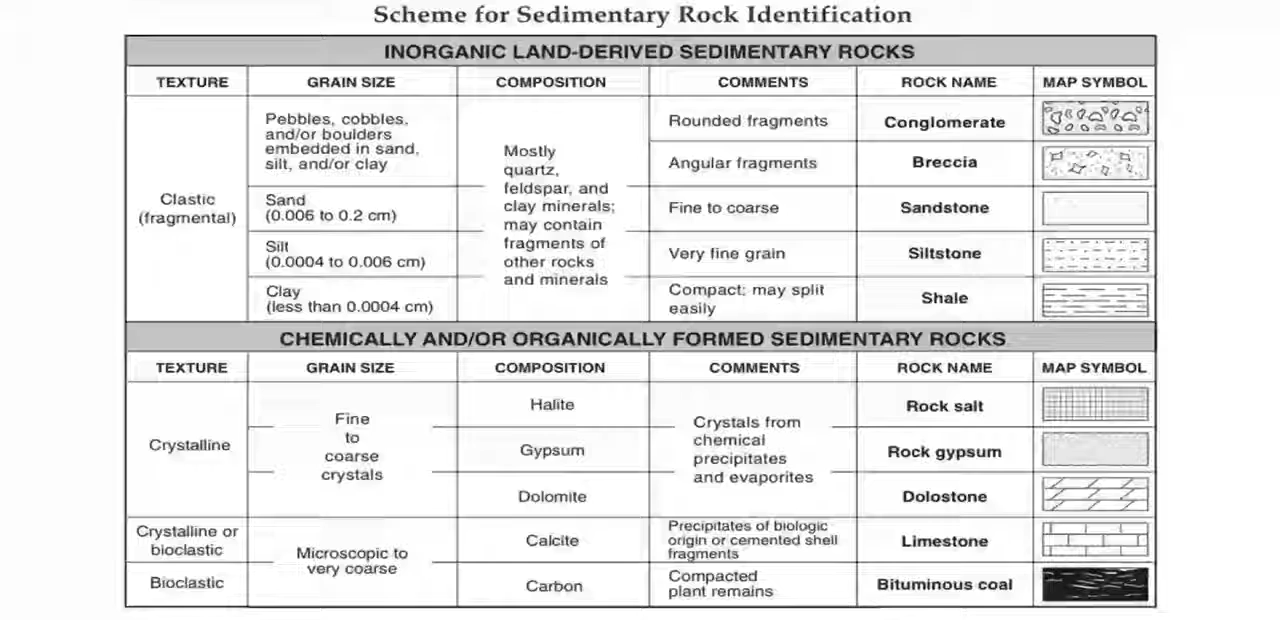 Scheme for Sedimentary Rock Identification
INORGANIC LAND-DERIVED SEDIMENTARY ROCKS
TEXTURE GRAIN SIZE COMPOSITION COMMENTS ROCK NAME MAP SYMBOL
Clastic
(fragmental)
Pebbles, cobbles,
and/or boulders
embedded in sand,
silt, and/or clay
Mostly
quartz,
feldspar, and
clay minerals;
may contain
fragments of
other rocks
and minerals
Rounded fragments
Conglomerate
Angular fragments
Breccia
Sand
(0.006 to 0.2 cm)
Fine to coarse
Sandstone
Silt
(0.0004 to 0.006 cm)
Very fine grain
Siltstone
Clay
(less than 0.0004 cm)
Compact; may split
easily
Shale
CHEMICALLY AND/OR ORGANICALLY FORMED SEDIMENTARY ROCKS
TEXTURE GRAIN SIZE COMPOSITION COMMENTS ROCK NAME MAP SYMBOL
Crystalline
Fine
to
coarse
crystals
Halite
Crystals from
chemical
precipitates
and evaporites
Rock salt
Gypsum
Rock gypsum
Dolomite
Dolostone
Crystalline or
bioclastic
Microscopic to
very coarse
Calcite
Precipitates of biologic
origin or cemented shell
fragments
Limestone
Bioclastic
Carbon
Compacted
plant remains
Bituminous coal